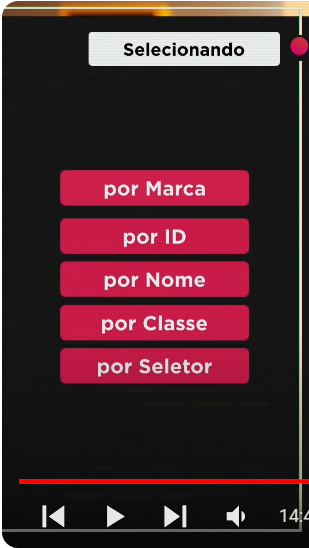 Selecionando
por Marca
por ID
por Nome
por Classe
por Seletor